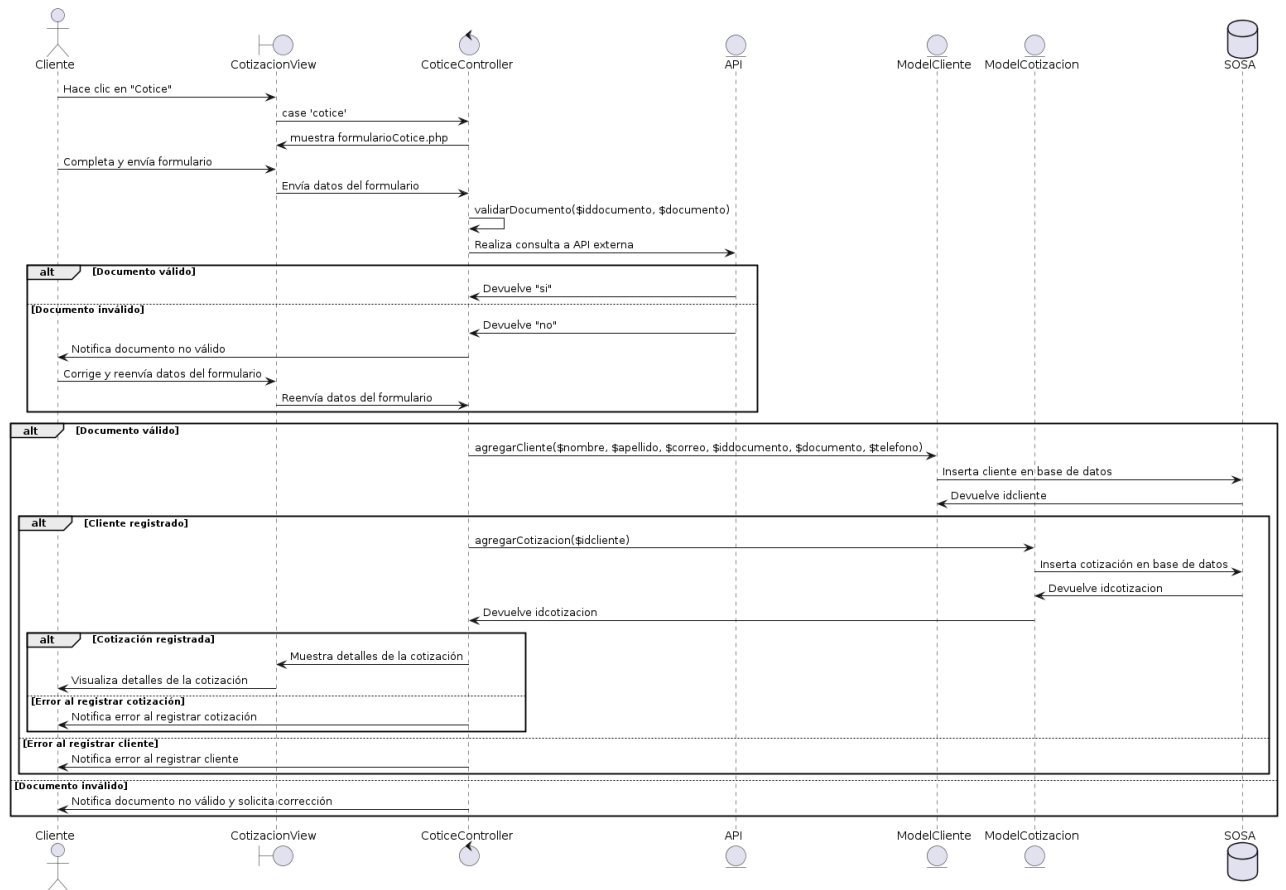 Cliente
CotizacionView
CoticeController
API
ModelCliente
ModelCotizacion
SOSA
Hace clic en "Cotice"
case 'cotice'
muestra formularioCotice.php
Completa y envía formulario
Envía datos del formulario
validarDocumento($iddocumento, $documento)
Realiza consulta a API externa
alt [Documento válido]
Devuelve "si"
[Documento inválido]
Devuelve "no"
Notifica documento no válido
Corrige y reenvía datos del formulario
Reenvía datos del formulario
alt [Documento válido]
agregarCliente($nombre, $apellido, $correo, $iddocumento, $documento, $telefono)
Inserta cliente en base de datos
Devuelve idcliente
alt [Cliente registrado]
agregarCotizacion($idcliente)
Inserta cotización en base de datos
Devuelve idcotizacion
Devuelve idcotizacion
alt [Cotización registrada]
Muestra detalles de la cotización
Visualiza detalles de la cotización
[Error al registrar cotización]
Notifica error al registrar cotización
[Error al registrar cliente]
Notifica error al registrar cliente
[Documento inválido]
Notifica documento no válido y solicita corrección
Cliente
CotizacionView
CoticeController
API
ModelCliente
ModelCotizacion
SOSA